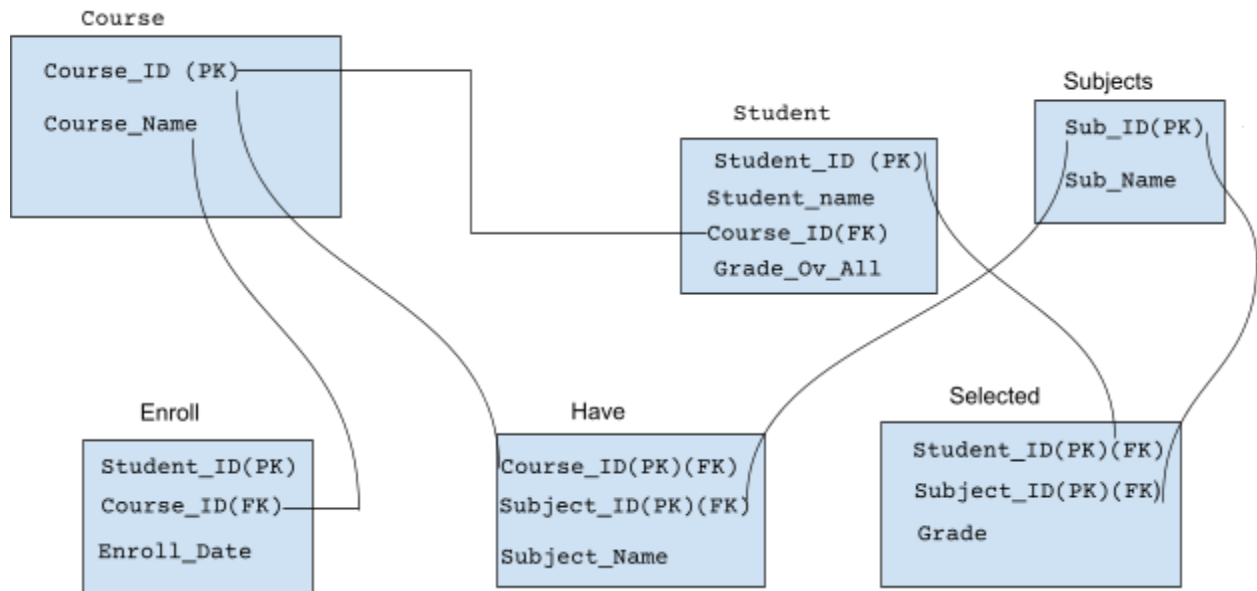 Course
Course_ID (PK)
Course_Name
Student
Student_ID (PK)
Student_name
Course_ID(FK)
Grade_Ov_All
Subjects
Sub_ID(PK)
Sub_Name
Enroll
Student_ID(PK)
Course_ID(FK)
Enroll_Date
Have
Course_ID(PK)(FK)
Subject_ID(PK)(FK)
Subject_Name
Selected
Student_ID(PK)(FK)
Subject_ID(PK)(FK)
Grade